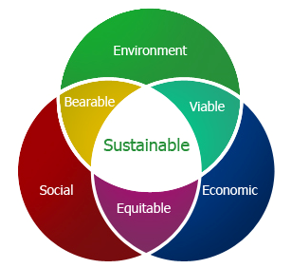 Environment
Bearable
Viable
Sustainable
Social
Economic
Equitable